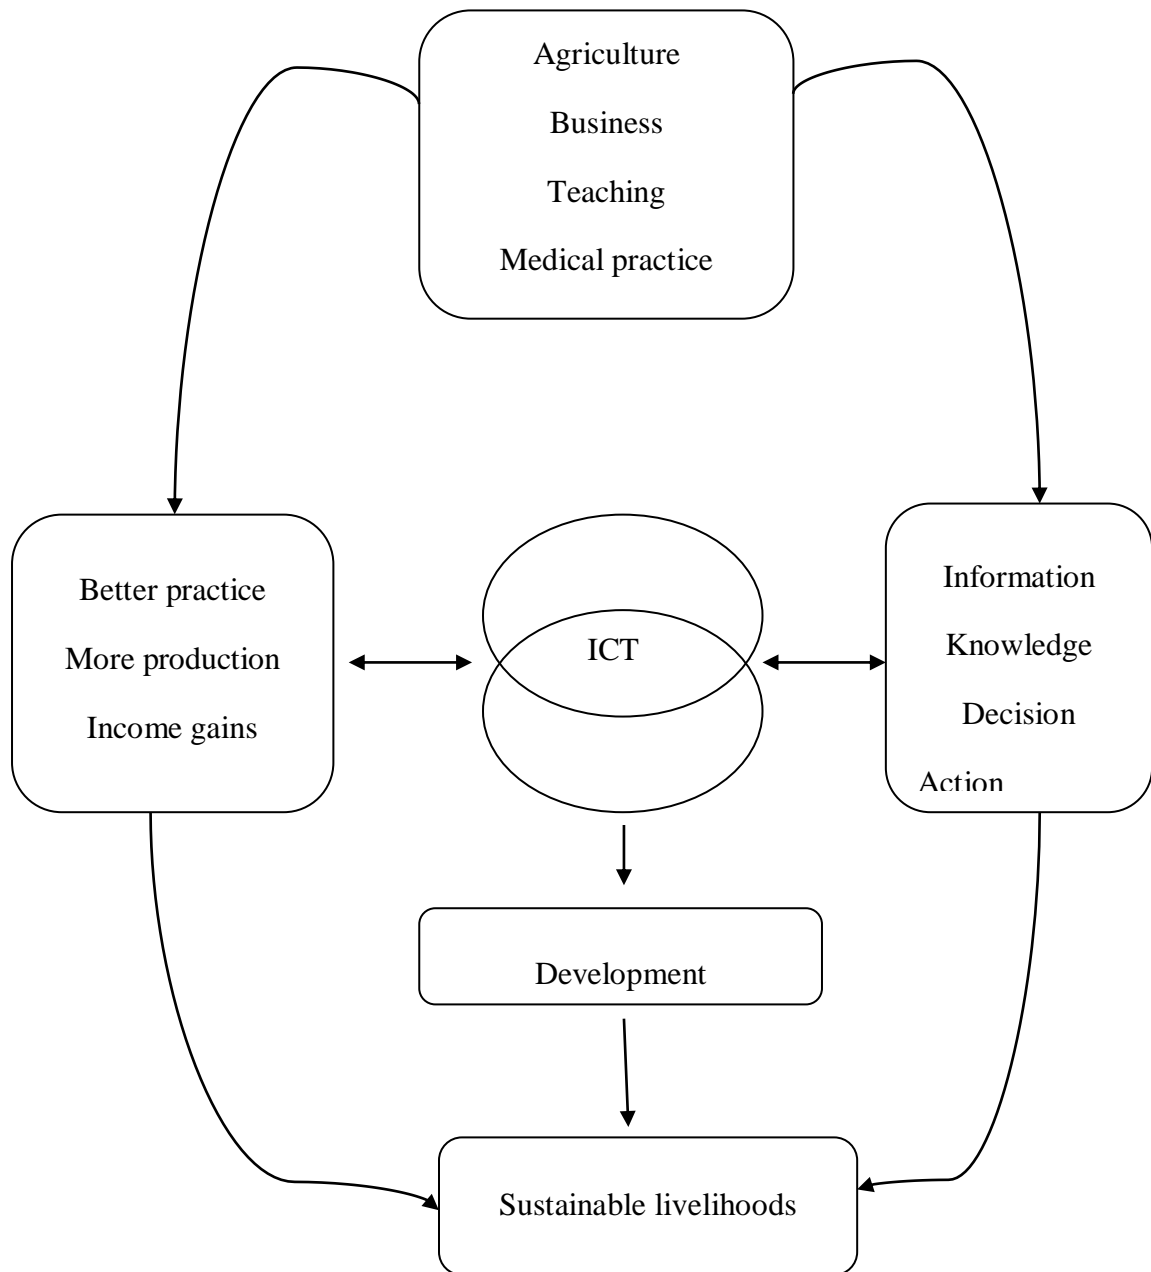 Agriculture
Business
Teaching
Medical practice
Better practice
More production
Income gains
ICT
Information
Knowledge
Decision
Action
Development
Sustainable livelihoods